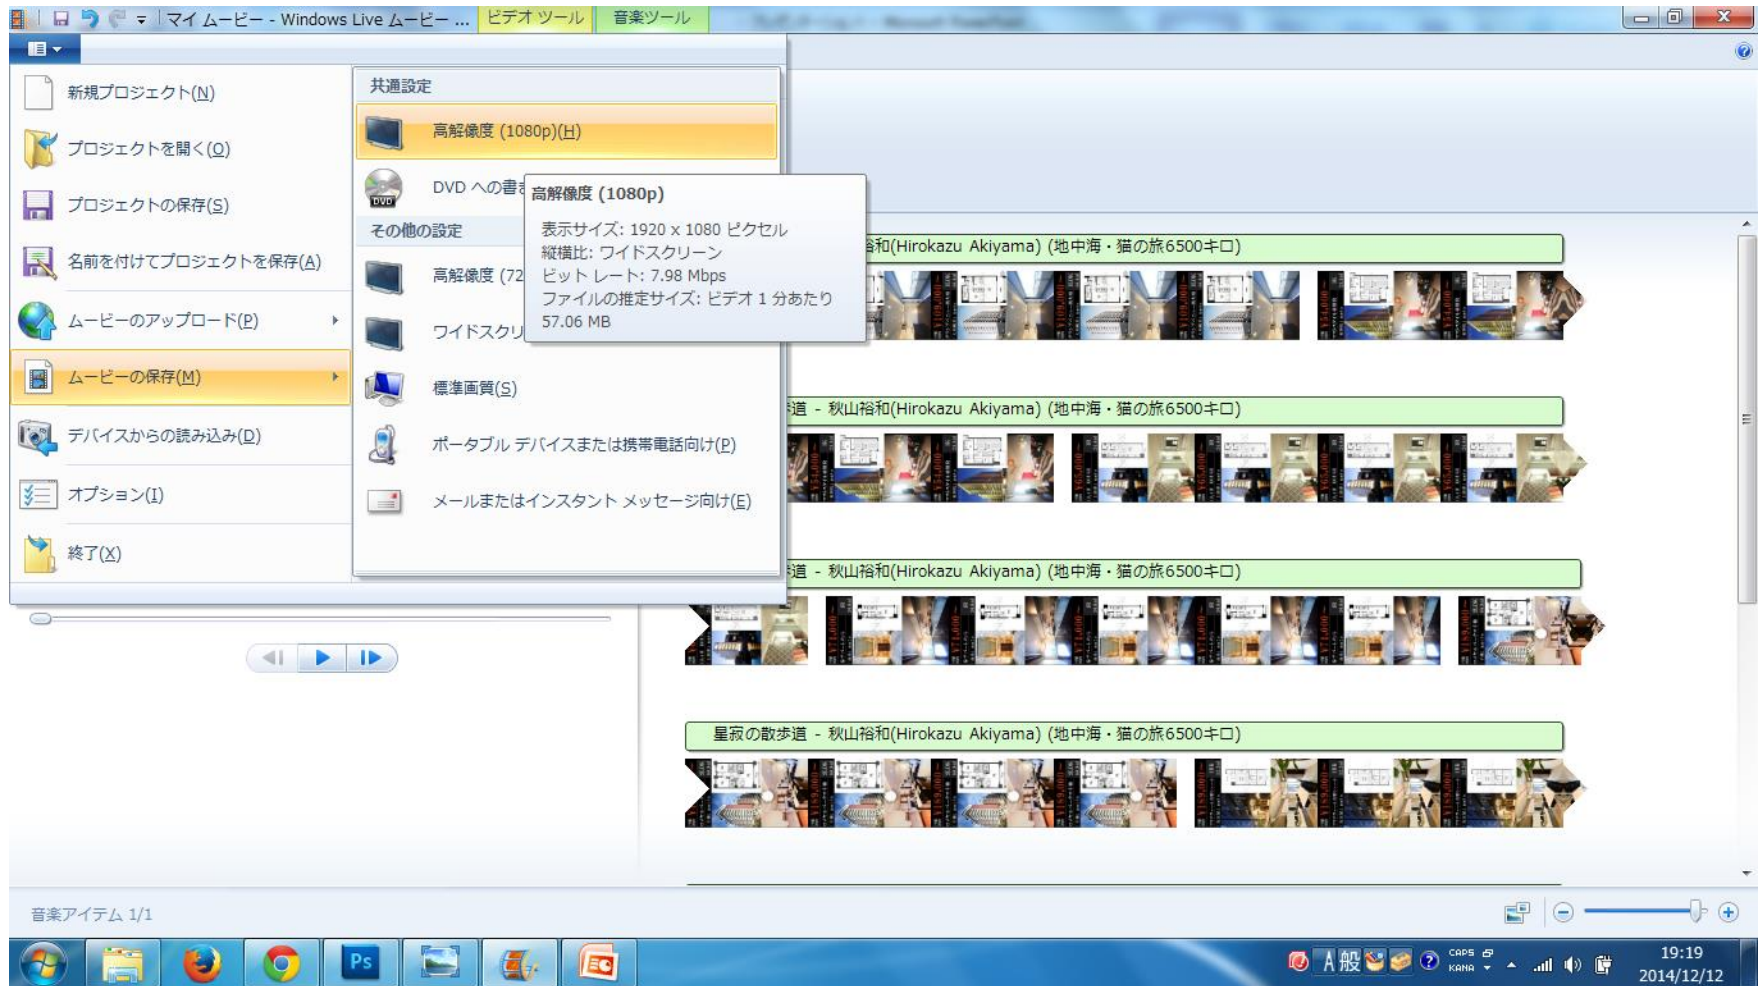 マイ ムービー - Windows Live ムービー ...
ビデオ ツール
音楽ツール
新規プロジェクト(N)
プロジェクトを開く(O)
プロジェクトの保存(S)
名前を付けてプロジェクトを保存(A)
ムービーのアップロード(P)
ムービーの保存(M)
デバイスからの読み込み(D)
オプション(I)
終了(X)
共通設定
高解像度 (1080p)(H)
DVD への書き
DVD
その他の設定
高解像度 (72
ワイドスクリ
標準画質(S)
ポータブル デバイスまたは携帯電話向け(P)
メールまたはインスタント メッセージ向け(E)
高解像度 (1080p)
表示サイズ: 1920 x 1080 ピクセル
縦横比: ワイドスクリーン
ビット レート: 7.98 Mbps
ファイルの推定サイズ: ビデオ 1 分あたり
57.06 MB
裕和(Hirokazu Akiyama) (地中海・猫の旅6500キロ)
道 - 秋山裕和(Hirokazu Akiyama) (地中海・猫の旅6500キロ)
道 - 秋山裕和(Hirokazu Akiyama) (地中海・猫の旅6500キロ)
星寂の散歩道 - 秋山裕和(Hirokazu Akiyama) (地中海・猫の旅6500キロ)
音楽アイテム 1/1
Ps
A 般
CAPS
KANA
19:19
2014/12/12